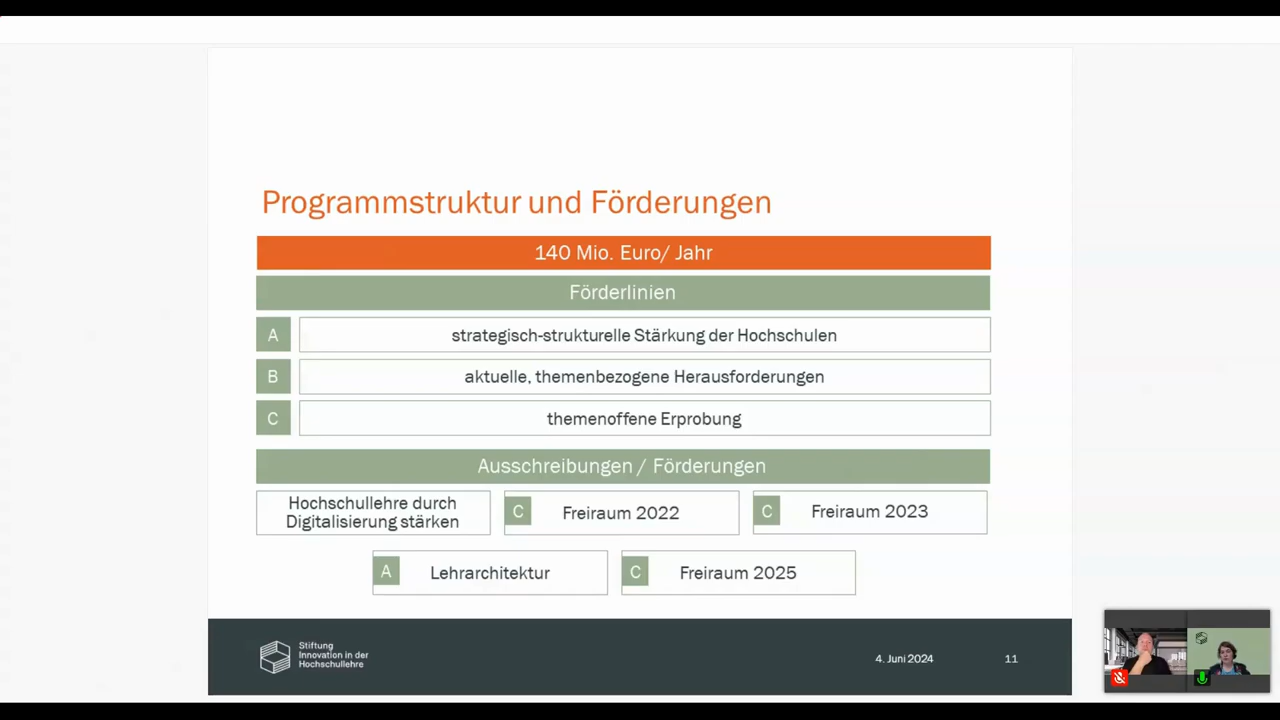 Programmstruktur und Förderungen
140 Mio. Euro/ Jahr
Förderlinien
A strategisch-strukturelle Stärkung der Hochschulen
B aktuelle, themenbezogene Herausforderungen
C themenoffene Erprobung
Ausschreibungen / Förderungen
Hochschullehre durch
Digitalisierung stärken
C Freiraum 2022
C Freiraum 2023
A Lehrarchitektur
C Freiraum 2025
Stiftung
Innovation in der
Hochschullehre
4. Juni 2024
11